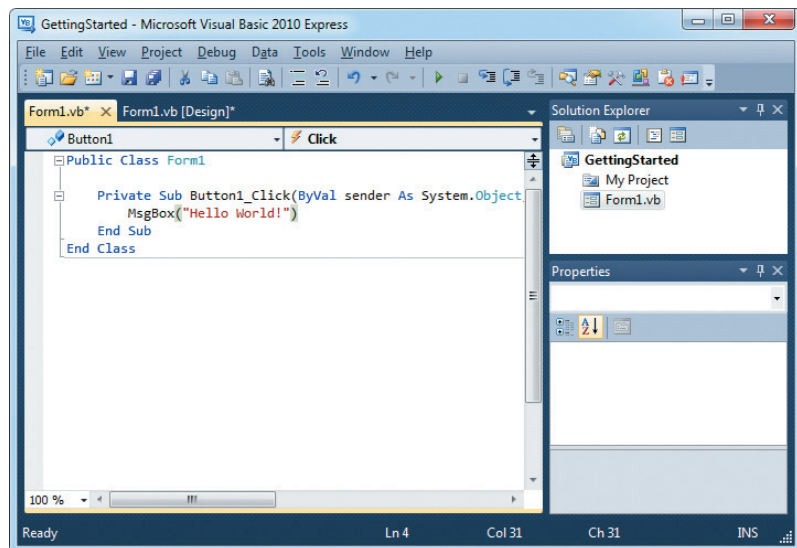 GettingStarted - Microsoft Visual Basic 2010 Express
File Edit View Project Debug Data Tools Window Help
Form1.vb* Form1.vb [Design]*
Button1 Click
Public Class Form1
Private Sub Button1_Click(ByVal sender As System.Object,
MsgBox("Hello World!")
End Sub
End Class
100 %
Solution Explorer
GettingStarted
My Project
Form1.vb
Properties
Ready Ln 4 Col 31 Ch 31 INS